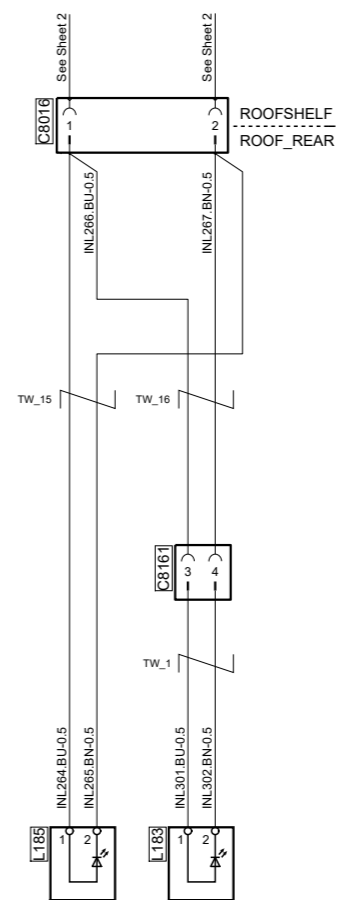 See Sheet 2
See Sheet 2
C8016
1
2
ROOFSHELF
ROOF_REAR
INL266.BU-0.5
INL267.BN-0.5
TW_15
TW_16
C8161
3
4
TW_1
INL264.BU-0.5
INL265.BN-0.5
INL301.BU-0.5
INL302.BN-0.5
L185
1
2
L183
1
2